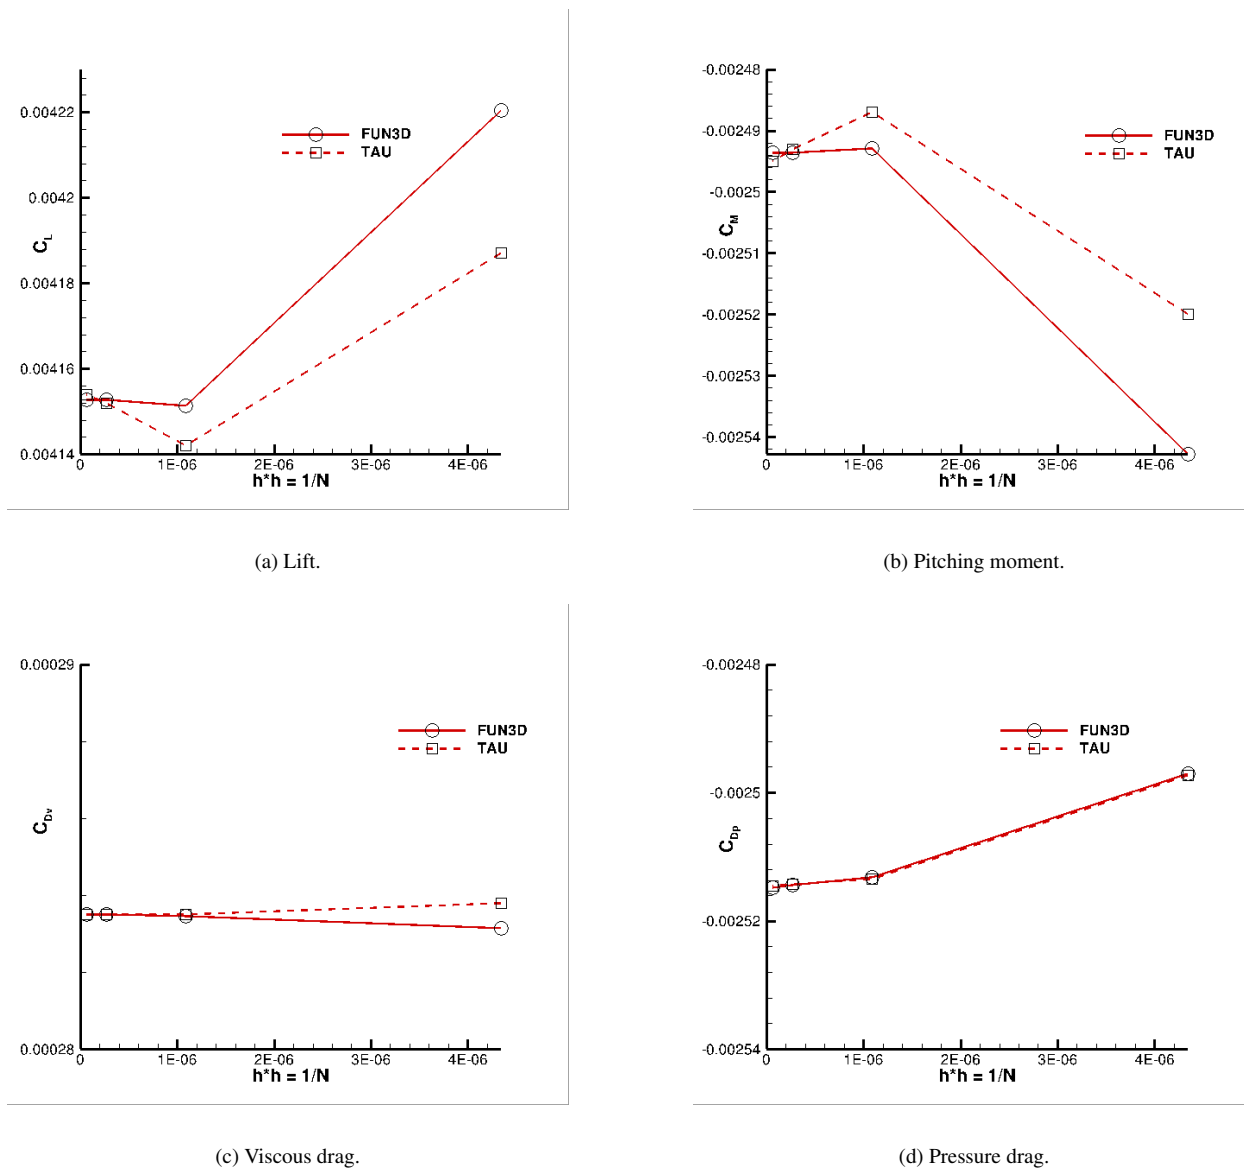 0.00422
0.0042
0.00418
0.00416
0.00414
C_L
FUN3D
TAU
0 1E-06 2E-06 3E-06 4E-06
h*h = 1/N
(a) Lift.
-0.00248
-0.00249
-0.0025
-0.00251
-0.00252
-0.00253
-0.00254
C_M
FUN3D
TAU
0 1E-06 2E-06 3E-06 4E-06
h*h = 1/N
(b) Pitching moment.
0.00029
0.00028
C_Dv
FUN3D
TAU
0 1E-06 2E-06 3E-06 4E-06
h*h = 1/N
(c) Viscous drag.
-0.00248
-0.0025
-0.00252
-0.00254
C_Dp
FUN3D
TAU
0 1E-06 2E-06 3E-06 4E-06
h*h = 1/N
(d) Pressure drag.